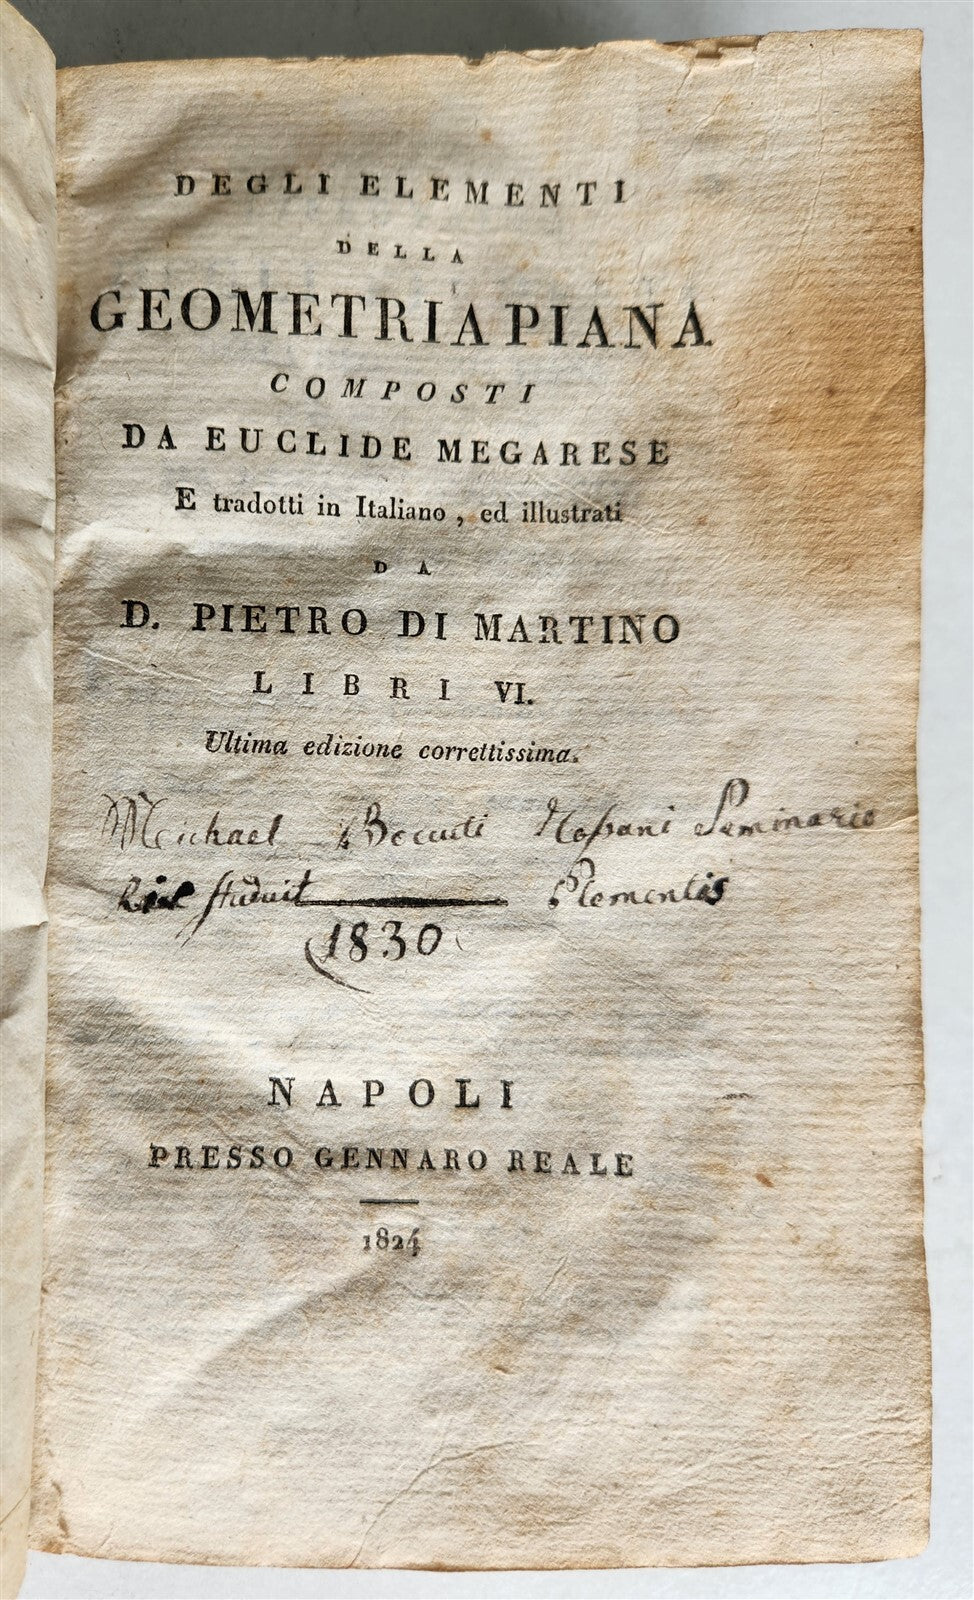 DEGLI ELEMENTI
DELLA
GEOMETRIA PIANA
COMPOSTI
DA EUCLIDE MEGARESE
E tradotti in Italiano, ed illustrati
DA
D. PIETRO DI MARTINO
LIBRI VI.
Ultima edizione correttissima.
Michael Seminario
studuit Elementis
1830
NAPOLI
PRESSO GENNARO REALE
1824